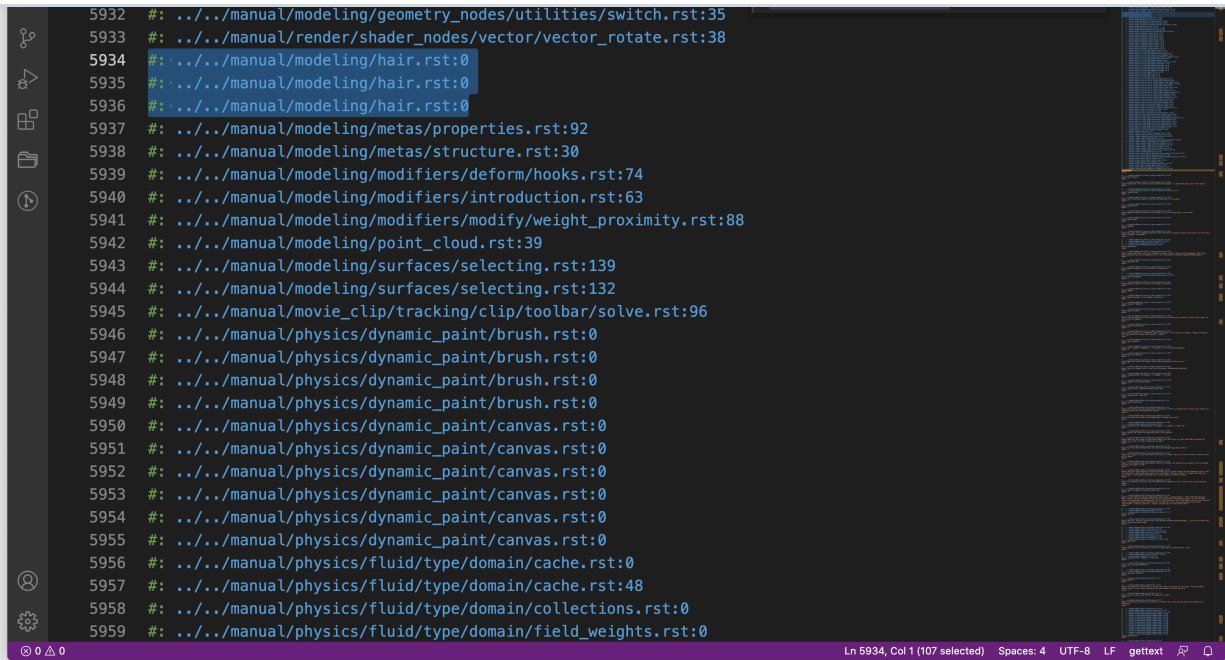 5932 #: ../../manual/modeling/geometry_nodes/utilities/switch.rst:35
5933 #: ../../manual/render/shader_nodes/vector/vector_rotate.rst:38
5934 #: ../../manual/modeling/hair.rst:0
5935 #: ../../manual/modeling/hair.rst:0
5936 #: ../../manual/modeling/hair.rst:0
5937 #: ../../manual/modeling/metas/properties.rst:92
5938 #: ../../manual/modeling/metas/structure.rst:30
5939 #: ../../manual/modeling/modifiers/deform/hooks.rst:74
5940 #: ../../manual/modeling/modifiers/introduction.rst:63
5941 #: ../../manual/modeling/modifiers/modify/weight_proximity.rst:88
5942 #: ../../manual/modeling/point_cloud.rst:39
5943 #: ../../manual/modeling/surfaces/selecting.rst:139
5944 #: ../../manual/modeling/surfaces/selecting.rst:132
5945 #: ../../manual/movie_clip/tracking/clip/toolbar/solve.rst:96
5946 #: ../../manual/physics/dynamic_paint/brush.rst:0
5947 #: ../../manual/physics/dynamic_paint/brush.rst:0
5948 #: ../../manual/physics/dynamic_paint/brush.rst:0
5949 #: ../../manual/physics/dynamic_paint/brush.rst:0
5950 #: ../../manual/physics/dynamic_paint/canvas.rst:0
5951 #: ../../manual/physics/dynamic_paint/canvas.rst:0
5952 #: ../../manual/physics/dynamic_paint/canvas.rst:0
5953 #: ../../manual/physics/dynamic_paint/canvas.rst:0
5954 #: ../../manual/physics/dynamic_paint/canvas.rst:0
5955 #: ../../manual/physics/dynamic_paint/canvas.rst:0
5956 #: ../../manual/physics/fluid/type/domain/cache.rst:0
5957 #: ../../manual/physics/fluid/type/domain/cache.rst:48
5958 #: ../../manual/physics/fluid/type/domain/collections.rst:0
5959 #: ../../manual/physics/fluid/type/domain/field_weights.rst:0
0 0 Ln 5934, Col 1 (107 selected) Spaces: 4 UTF-8 LF gettext